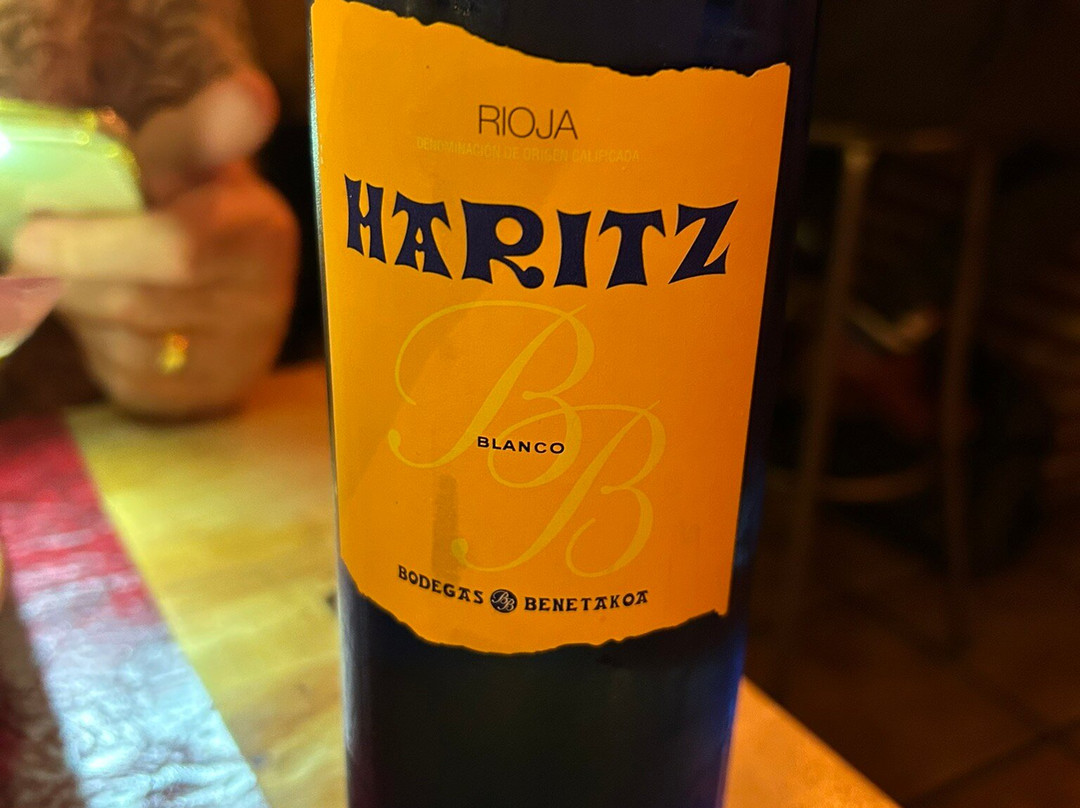 RIOJA
DENOMINACIÓN DE ORIGEN CALIFICADA
HARITZ
BB
BLANCO
BODEGAS BB BENETAKOA